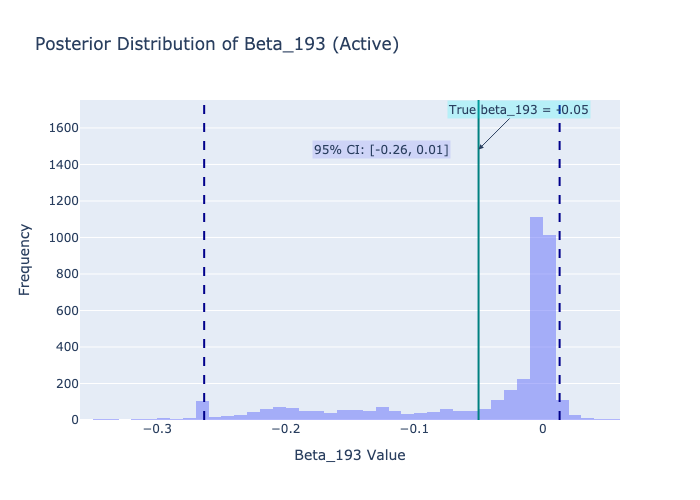 Posterior Distribution of Beta_193 (Active)
True beta_193 = -0.05
95% CI: [-0.26, 0.01]
1600
1400
1200
1000
800
600
400
200
0
Frequency
−0.3
−0.2
−0.1
0
Beta_193 Value